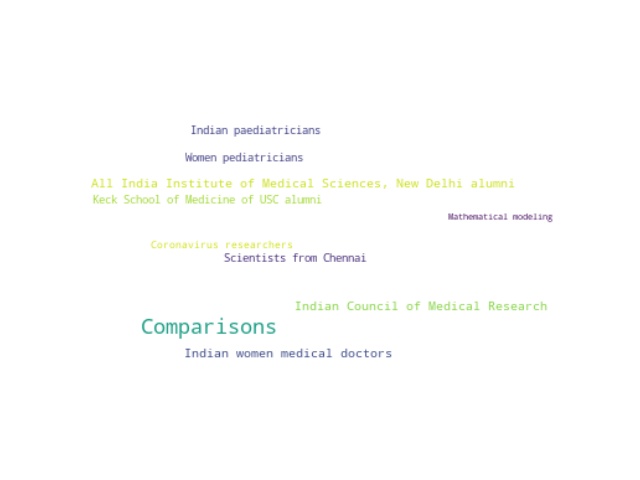 Indian paediatricians
Women pediatricians
All India Institute of Medical Sciences, New Delhi alumni
Keck School of Medicine of USC alumni
Mathematical modeling
Coronavirus researchers
Scientists from Chennai
Indian Council of Medical Research
Comparisons
Indian women medical doctors